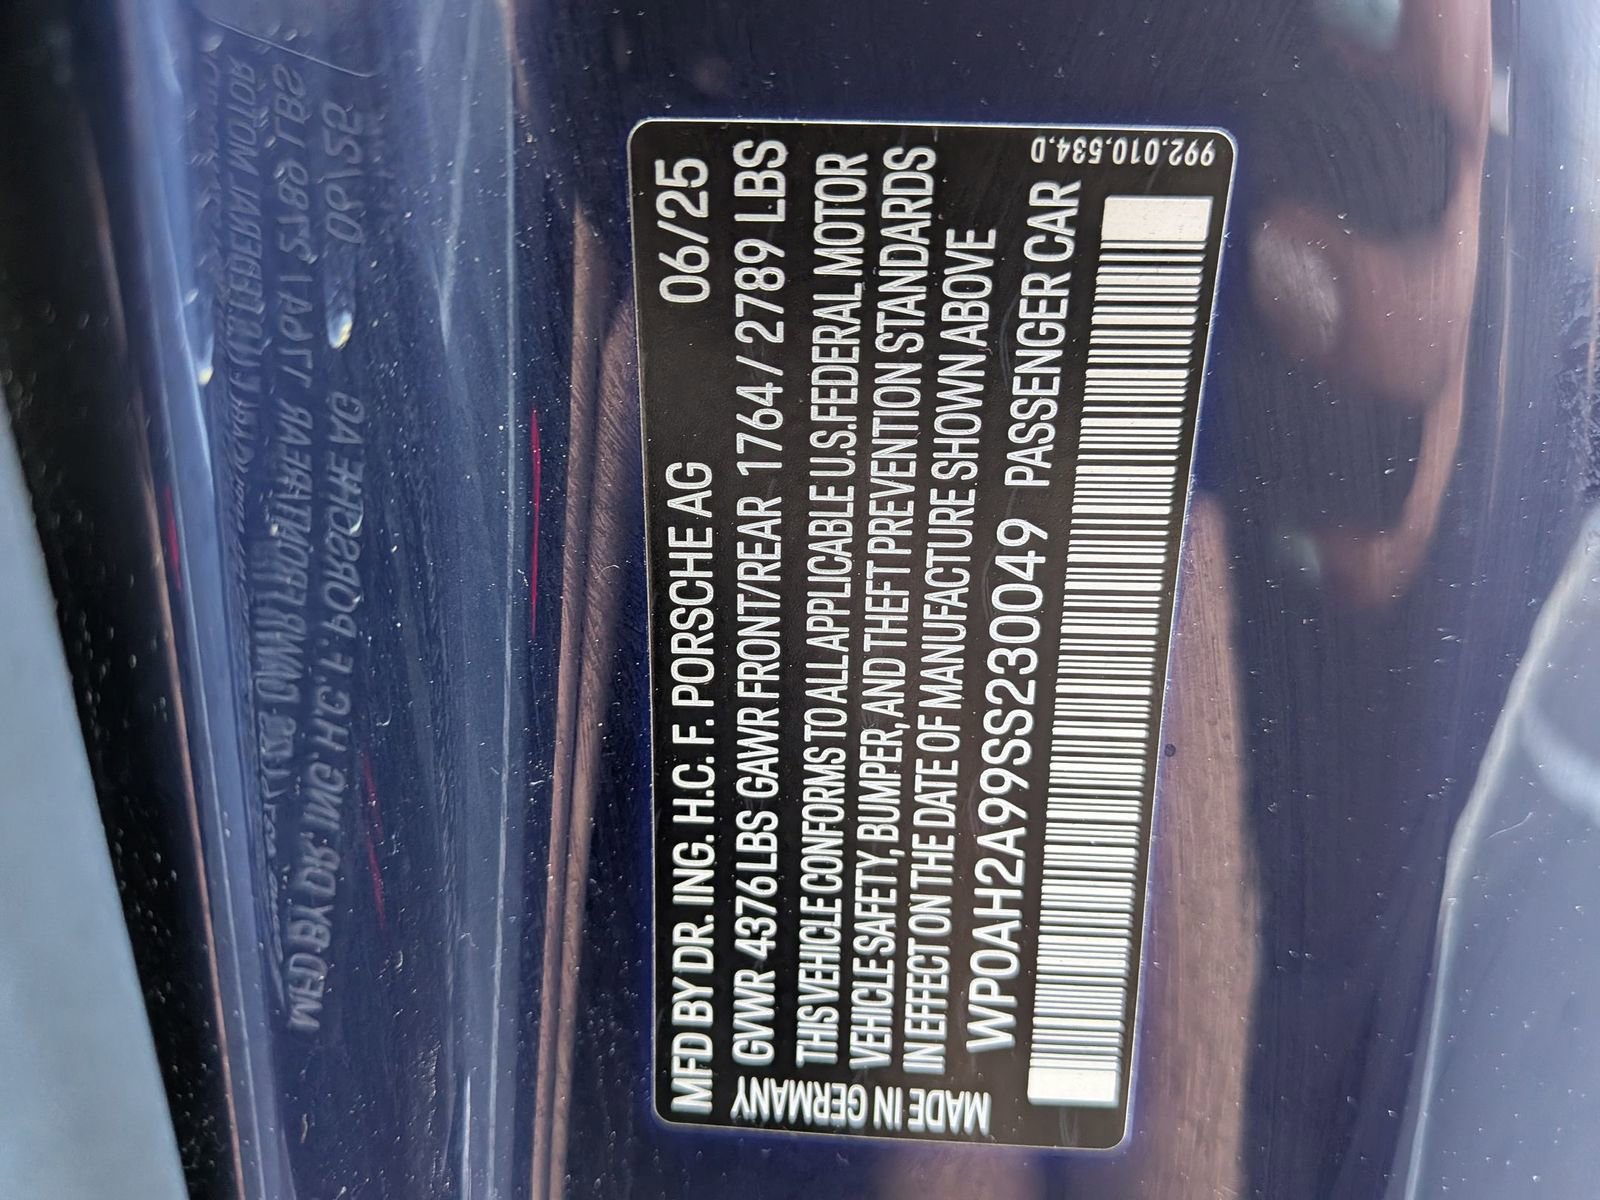 MFD BY DR. ING. H.C. F. PORSCHE AG 06/25
GVWR 4376LBS GAWR FRONT/REAR 1764/2789 LBS
THIS VEHICLE CONFORMS TO ALL APPLICABLE U.S.FEDERAL MOTOR
VEHICLE SAFETY, BUMPER, AND THEFT PREVENTION STANDARDS
IN EFFECT ON THE DATE OF MANUFACTURE SHOWN ABOVE
WP0AH2A99SS230049 PASSENGER CAR
MADE IN GERMANY
992.010.534.D